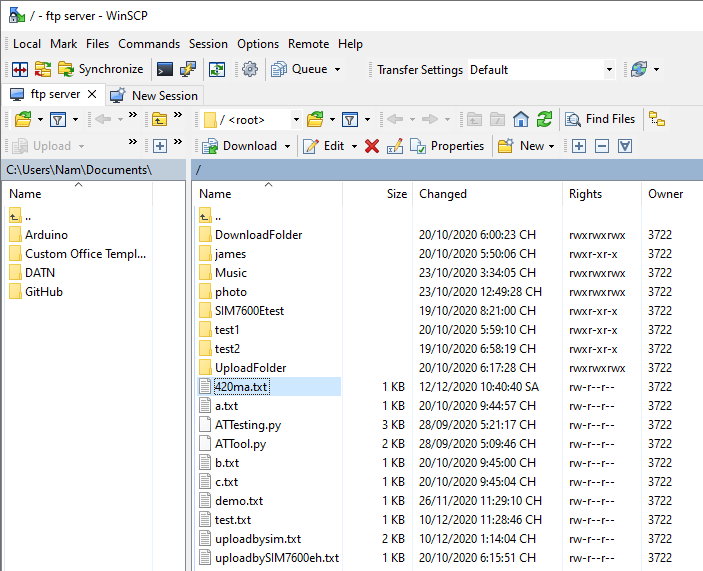 / - ftp server - WinSCP
Local Mark Files Commands Session Options Remote Help
Synchronize Queue Transfer Settings Default
ftp server × New Session
/ <root> Find Files
Upload Download Edit Properties New
C:\Users\Nam\Documents\ /
Name Name Size Changed Rights Owner
.. ..
Arduino DownloadFolder 20/10/2020 6:00:23 CH rwxrwxrwx 3722
Custom Office Templ... james 20/10/2020 5:50:06 CH rwxr-xr-x 3722
DATN Music 23/10/2020 3:34:05 CH rwxrwxrwx 3722
GitHub photo 23/10/2020 12:49:28 CH rwxrwxrwx 3722
SIM7600Etest 19/10/2020 8:21:00 CH rwxr-xr-x 3722
test1 20/10/2020 5:59:10 CH rwxr-xr-x 3722
test2 19/10/2020 6:58:19 CH rwxr-xr-x 3722
UploadFolder 20/10/2020 6:17:28 CH rwxrwxrwx 3722
420ma.txt 1 KB 12/12/2020 10:40:40 SA rw-r--r-- 3722
a.txt 1 KB 20/10/2020 9:44:57 CH rw-r--r-- 3722
ATTesting.py 3 KB 28/09/2020 5:21:17 CH rw-r--r-- 3722
ATTool.py 2 KB 28/09/2020 5:09:46 CH rw-r--r-- 3722
b.txt 1 KB 20/10/2020 9:45:00 CH rw-r--r-- 3722
c.txt 1 KB 20/10/2020 9:45:04 CH rw-r--r-- 3722
demo.txt 1 KB 26/11/2020 11:29:10 CH rw-r--r-- 3722
test.txt 1 KB 10/12/2020 11:28:46 CH rw-r--r-- 3722
uploadbysim.txt 2 KB 10/12/2020 1:14:04 CH rw-r--r-- 3722
uploadbySIM7600eh.txt 1 KB 20/10/2020 6:15:51 CH rw-r--r-- 3722